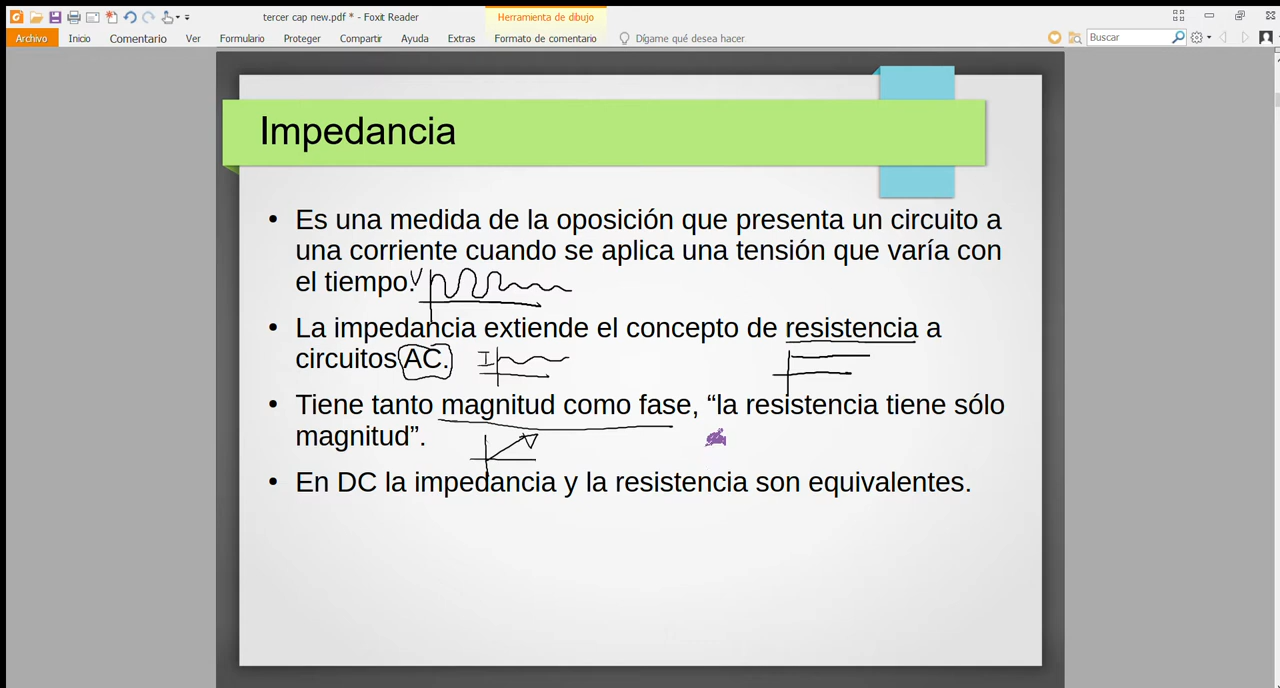 tercer cap new.pdf * - Foxit Reader
Herramienta de dibujo
Archivo Inicio Comentario Ver Formulario Proteger Compartir Ayuda Extras Formato de comentario Dígame qué desea hacer Buscar
Impedancia
• Es una medida de la oposición que presenta un circuito a
una corriente cuando se aplica una tensión que varía con
el tiempo. V
• La impedancia extiende el concepto de resistencia a
circuitos AC. I
• Tiene tanto magnitud como fase, “la resistencia tiene sólo
magnitud”.
• En DC la impedancia y la resistencia son equivalentes.